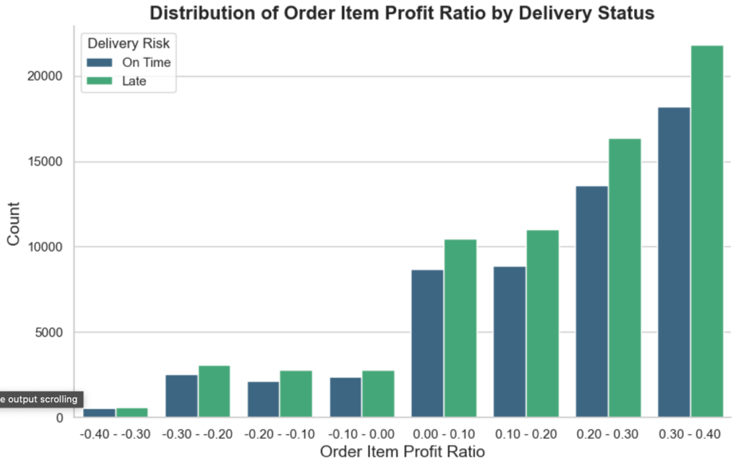 Distribution of Order Item Profit Ratio by Delivery Status
Delivery Risk
On Time
Late
Count
20000
15000
10000
5000
0
e output scrolling
-0.40 - -0.30 -0.30 - -0.20 -0.20 - -0.10 -0.10 - 0.00 0.00 - 0.10 0.10 - 0.20 0.20 - 0.30 0.30 - 0.40
Order Item Profit Ratio